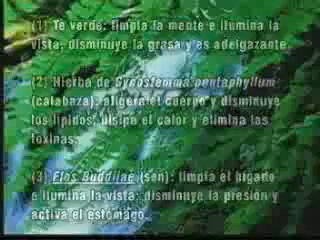 (1) Te verde: limpia la mente e ilumina la
vista, disminuye la grasa y es adelgazante.
(2) Hierba de Gynostemma pentaphyllum
(calabaza): aligera el cuerpo y disminuye
los lípidos, disipa el calor y elimina las
toxinas.
(3) Flos Buddilae (sen): limpia el hígado
e ilumina la vista; disminuye la presión y
activa el estómago.